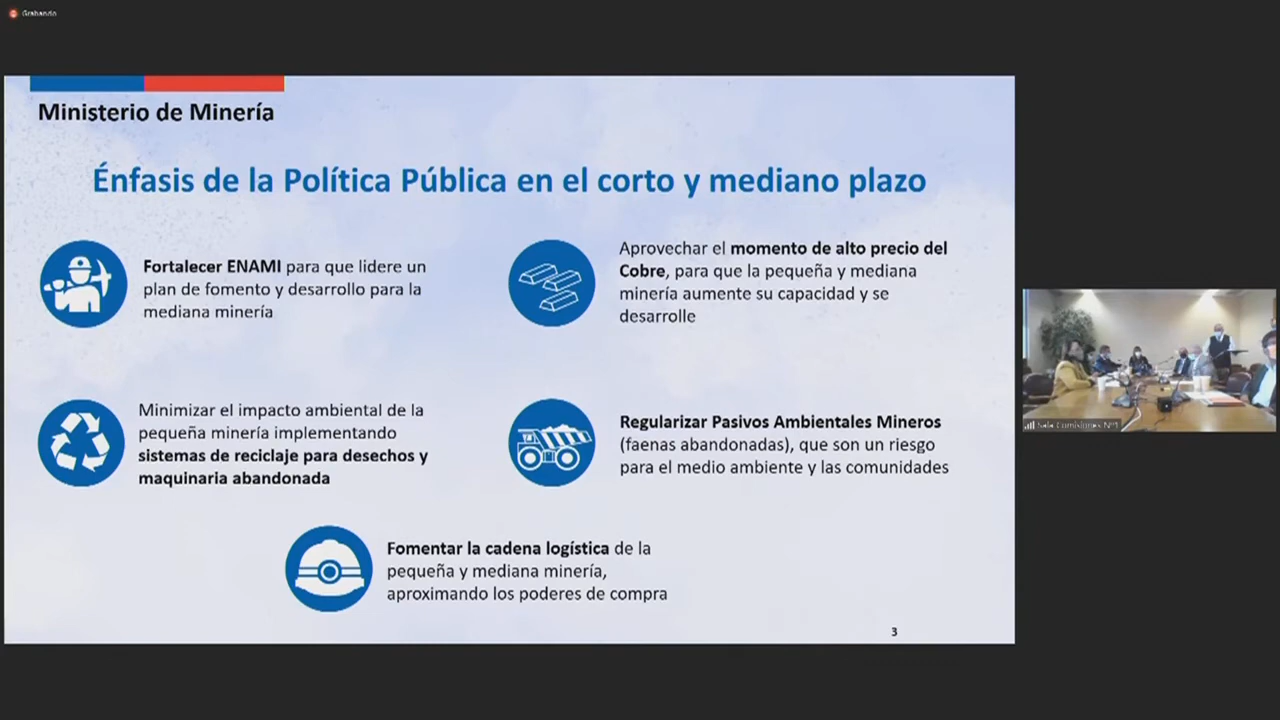 Grabando
Ministerio de Minería
Énfasis de la Política Pública en el corto y mediano plazo
Fortalecer ENAMI para que lidere un
plan de fomento y desarrollo para la
mediana minería
Aprovechar el momento de alto precio del
Cobre, para que la pequeña y mediana
minería aumente su capacidad y se
desarrolle
Minimizar el impacto ambiental de la
pequeña minería implementando
sistemas de reciclaje para desechos y
maquinaria abandonada
Regularizar Pasivos Ambientales Mineros
(faenas abandonadas), que son un riesgo
para el medio ambiente y las comunidades
Fomentar la cadena logística de la
pequeña y mediana minería,
aproximando los poderes de compra
3
Sala Comisiones N°1